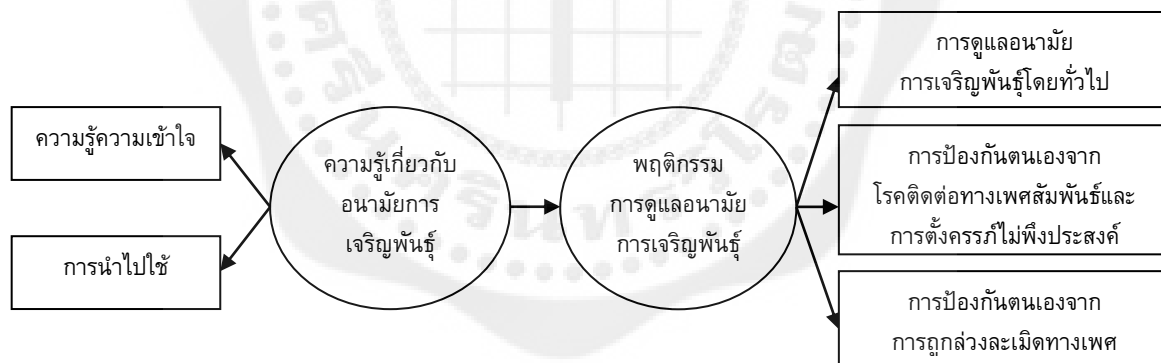 ความรู้ความเข้าใจ
การนำไปใช้
ความรู้เกี่ยวกับ
อนามัยการ
เจริญพันธุ์
พฤติกรรม
การดูแลอนามัย
การเจริญพันธุ์
การดูแลอนามัย
การเจริญพันธุ์โดยทั่วไป
การป้องกันตนเองจาก
โรคติดต่อทางเพศสัมพันธ์และ
การตั้งครรภ์ไม่พึงประสงค์
การป้องกันตนเองจาก
การถูกล่วงละเมิดทางเพศ